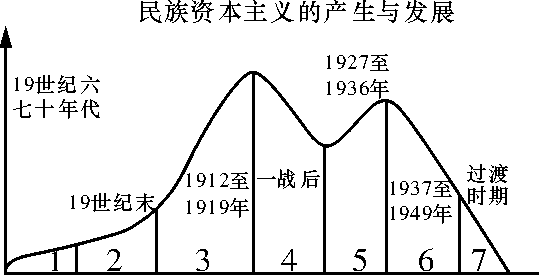 民族资本主义的产生与发展
19世纪六
七十年代
19世纪末
1912至
1919年
一战后
1927至
1936年
1937至
1949年
过渡
时期
1 2 3 4 5 6 7